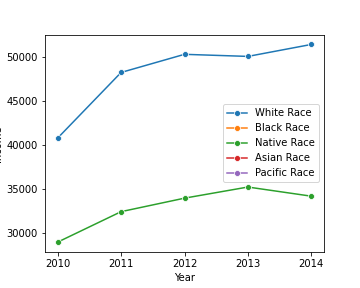 50000
45000
40000
35000
30000
White Race
Black Race
Native Race
Asian Race
Pacific Race
2010 2011 2012 2013 2014
Year